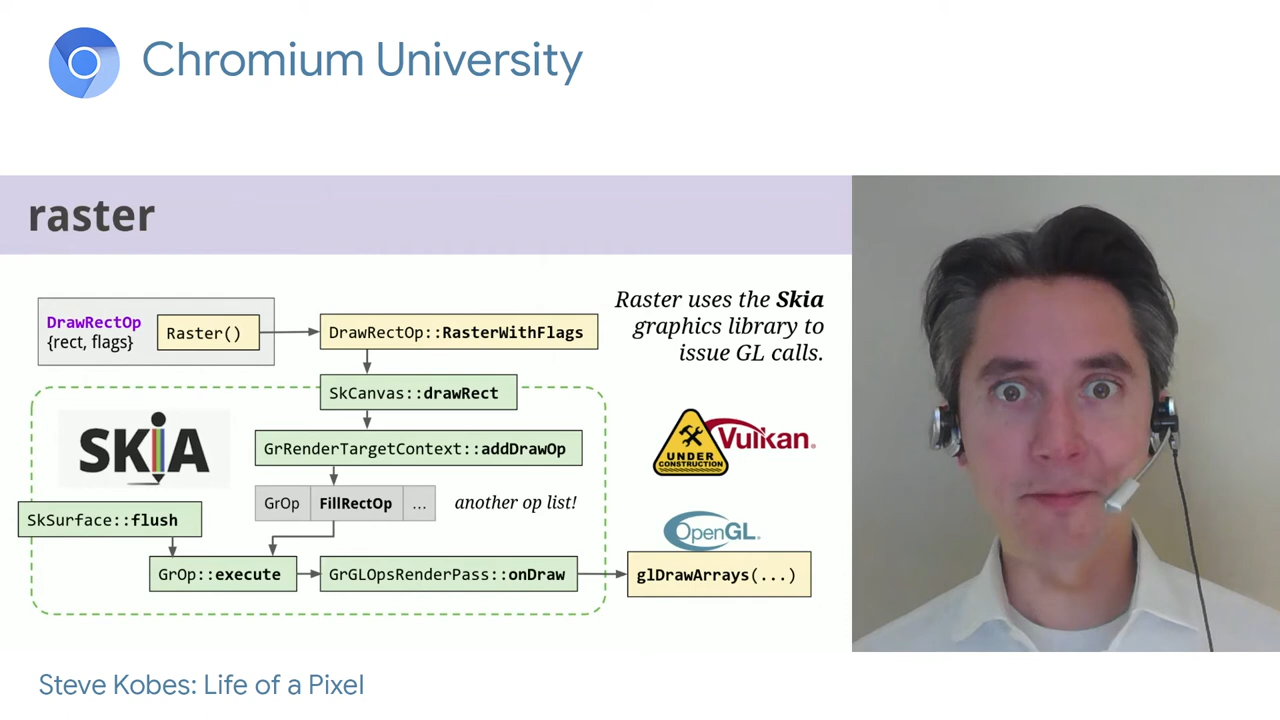 Chromium University
raster
DrawRectOp
{rect, flags}
Raster()
DrawRectOp::RasterWithFlags
Raster uses the Skia
graphics library to
issue GL calls.
SkCanvas::drawRect
SKiA
GrRenderTargetContext::addDrawOp
UNDER
CONSTRUCTION
Vulkan.
GrOp FillRectOp ...
another op list!
SkSurface::flush
OpenGL.
GrOp::execute
GrGLOpsRenderPass::onDraw
glDrawArrays(...)
Steve Kobes: Life of a Pixel